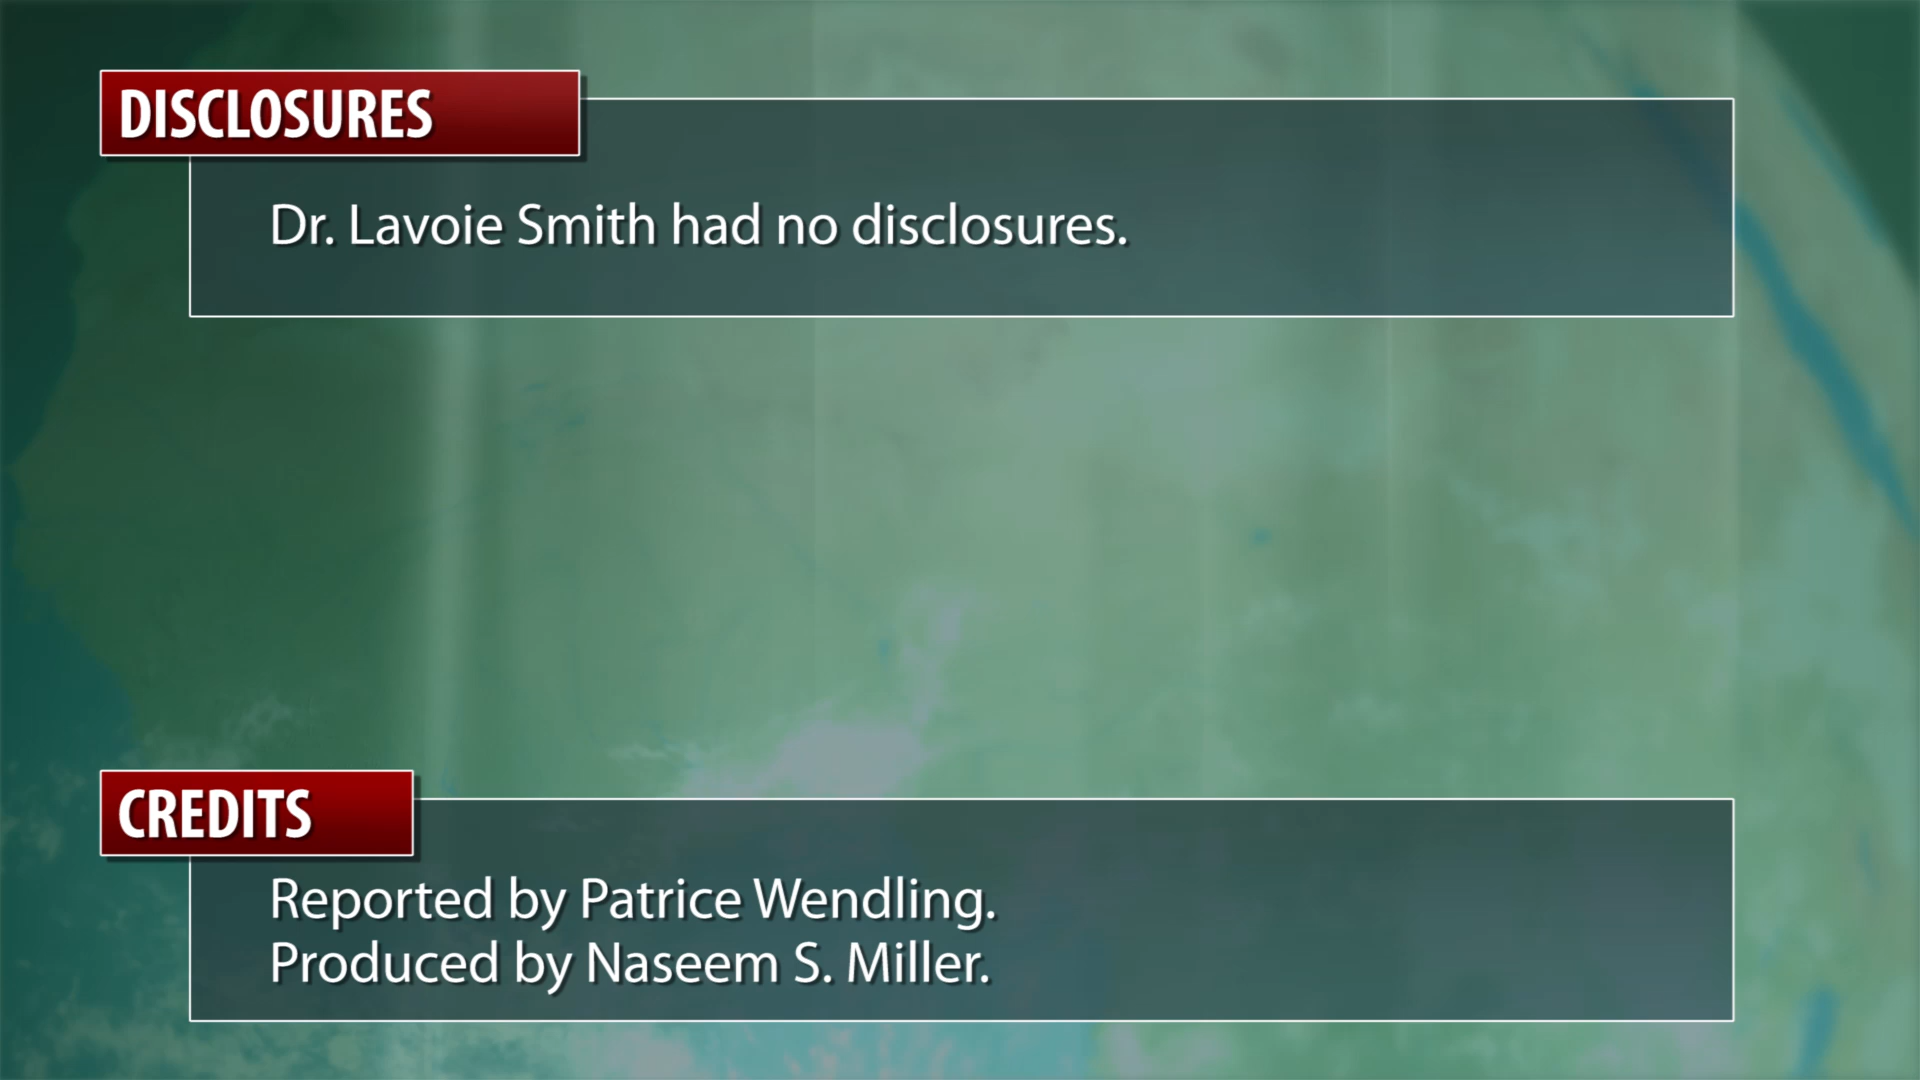 DISCLOSURES
Dr. Lavoie Smith had no disclosures.
CREDITS
Reported by Patrice Wendling.
Produced by Naseem S. Miller.